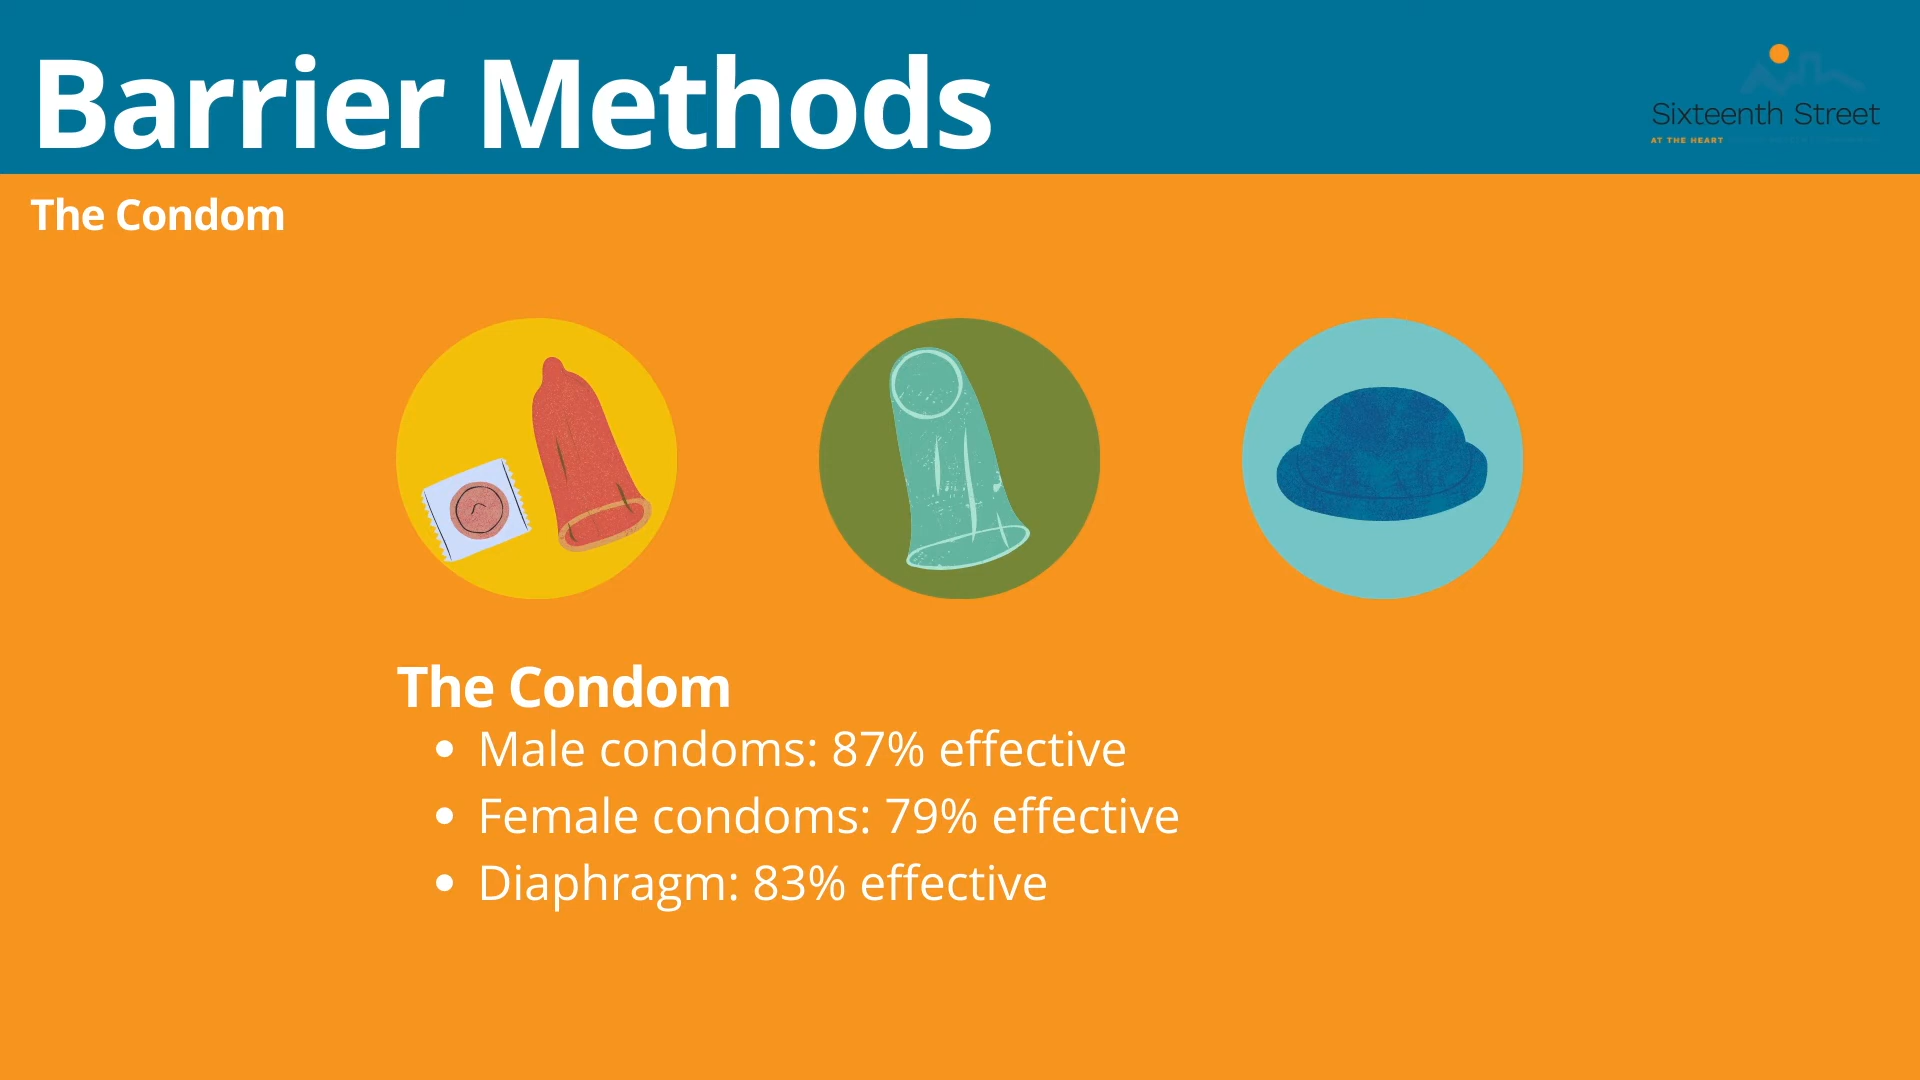 Barrier Methods
Sixteenth Street
AT THE HEART
The Condom
The Condom
Male condoms: 87% effective
Female condoms: 79% effective
Diaphragm: 83% effective